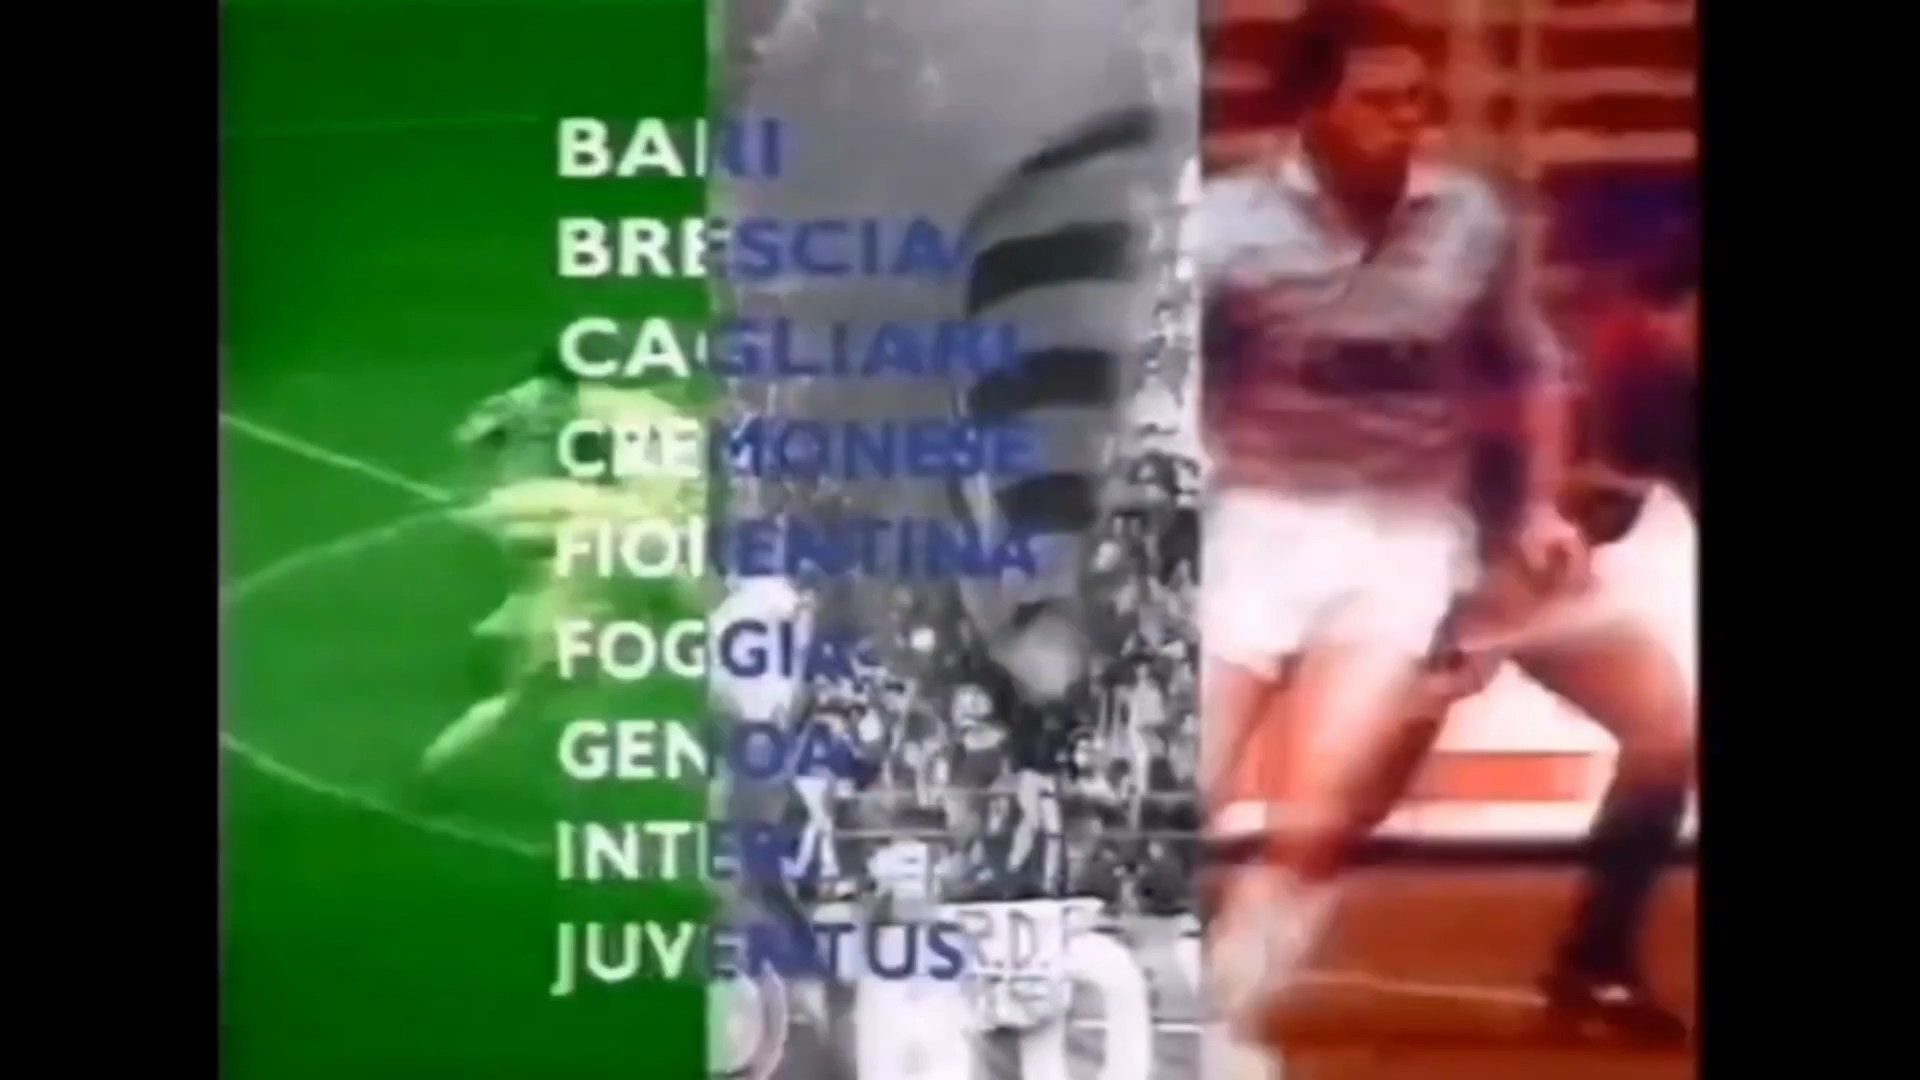 BARI
BRESCIA
CAGLIARI
CREMONESE
FIORENTINA
FOGGIA
GENOA
INTER
JUVENTUS
R.D.